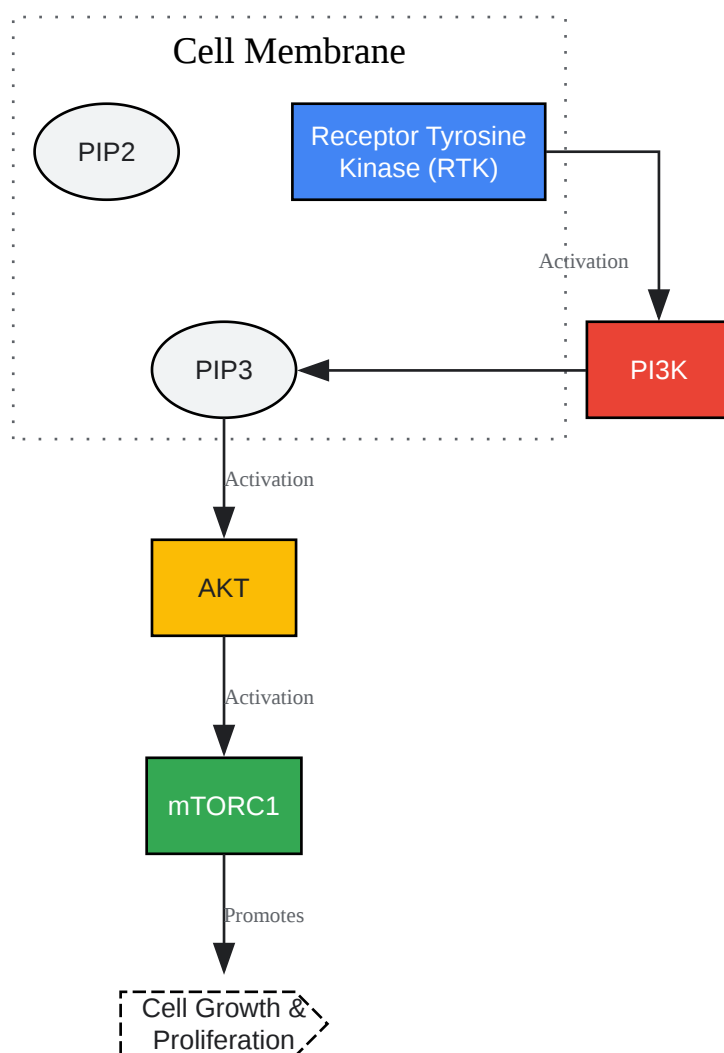 Cell Membrane
PIP2
Receptor Tyrosine
Kinase (RTK)
Activation
PIP3
PI3K
Activation
AKT
Activation
mTORC1
Promotes
Cell Growth &
Proliferation